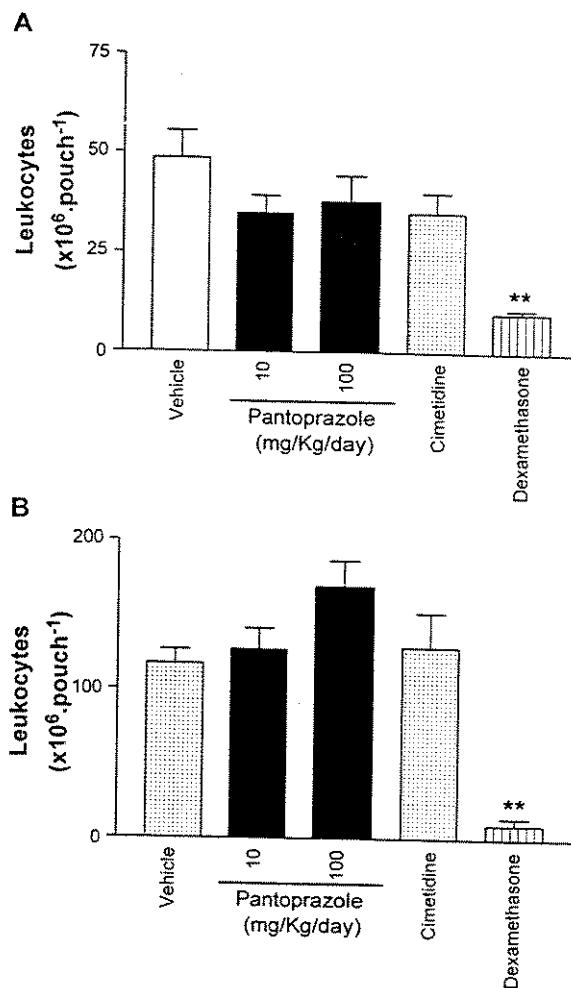 A
Leukocytes
(x10⁶.pouch⁻¹)
75
50
25
0
**
Vehicle
10
100
Pantoprazole
(mg/Kg/day)
Cimetidine
Dexamethasone
B
Leukocytes
(x10⁶.pouch⁻¹)
200
100
0
**
Vehicle
10
100
Pantoprazole
(mg/Kg/day)
Cimetidine
Dexamethasone